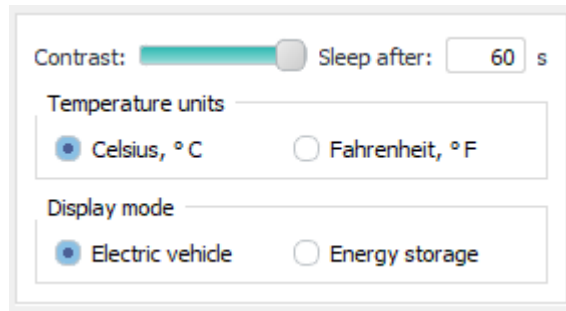 Contrast: Sleep after: 60 s
Temperature units
Celsius, ° C Fahrenheit, ° F
Display mode
Electric vehicle Energy storage